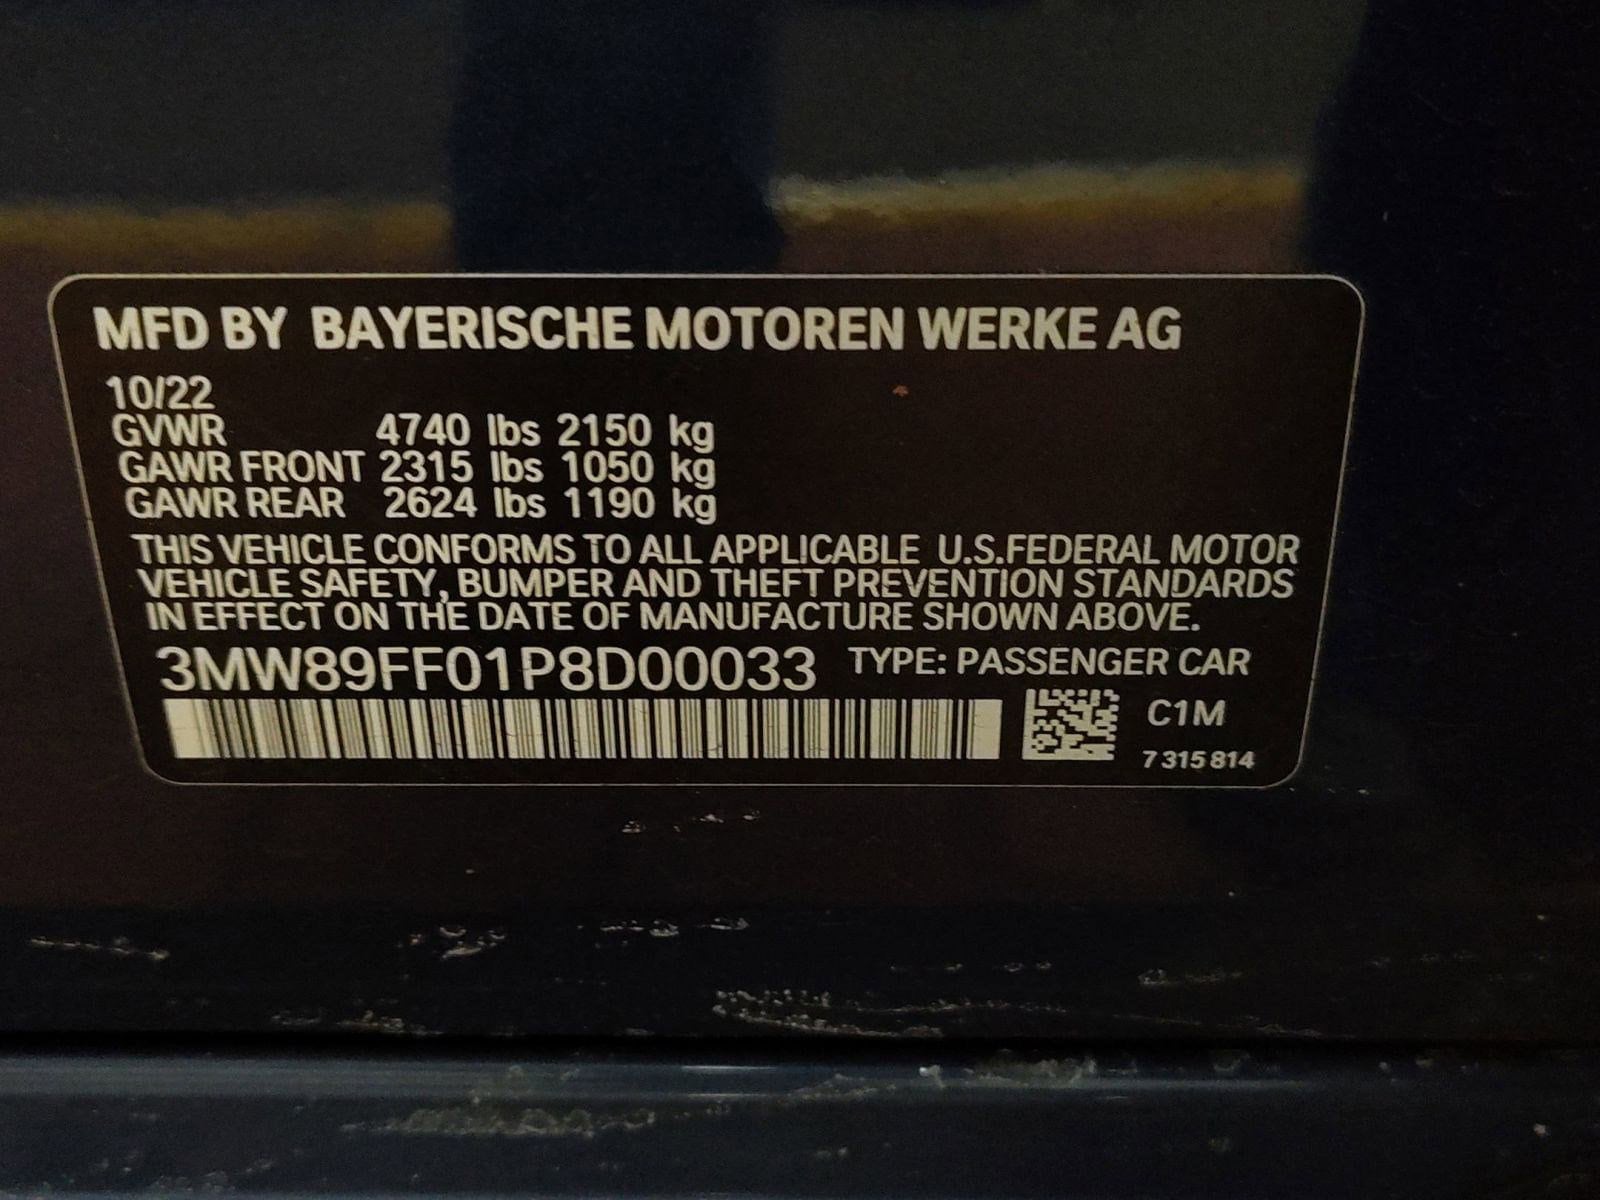 MFD BY BAYERISCHE MOTOREN WERKE AG
10/22
GVWR 4740 lbs 2150 kg
GAWR FRONT 2315 lbs 1050 kg
GAWR REAR 2624 lbs 1190 kg
THIS VEHICLE CONFORMS TO ALL APPLICABLE U.S.FEDERAL MOTOR
VEHICLE SAFETY, BUMPER AND THEFT PREVENTION STANDARDS
IN EFFECT ON THE DATE OF MANUFACTURE SHOWN ABOVE.
3MW89FF01P8D00033 TYPE: PASSENGER CAR
C1M
7 315 814